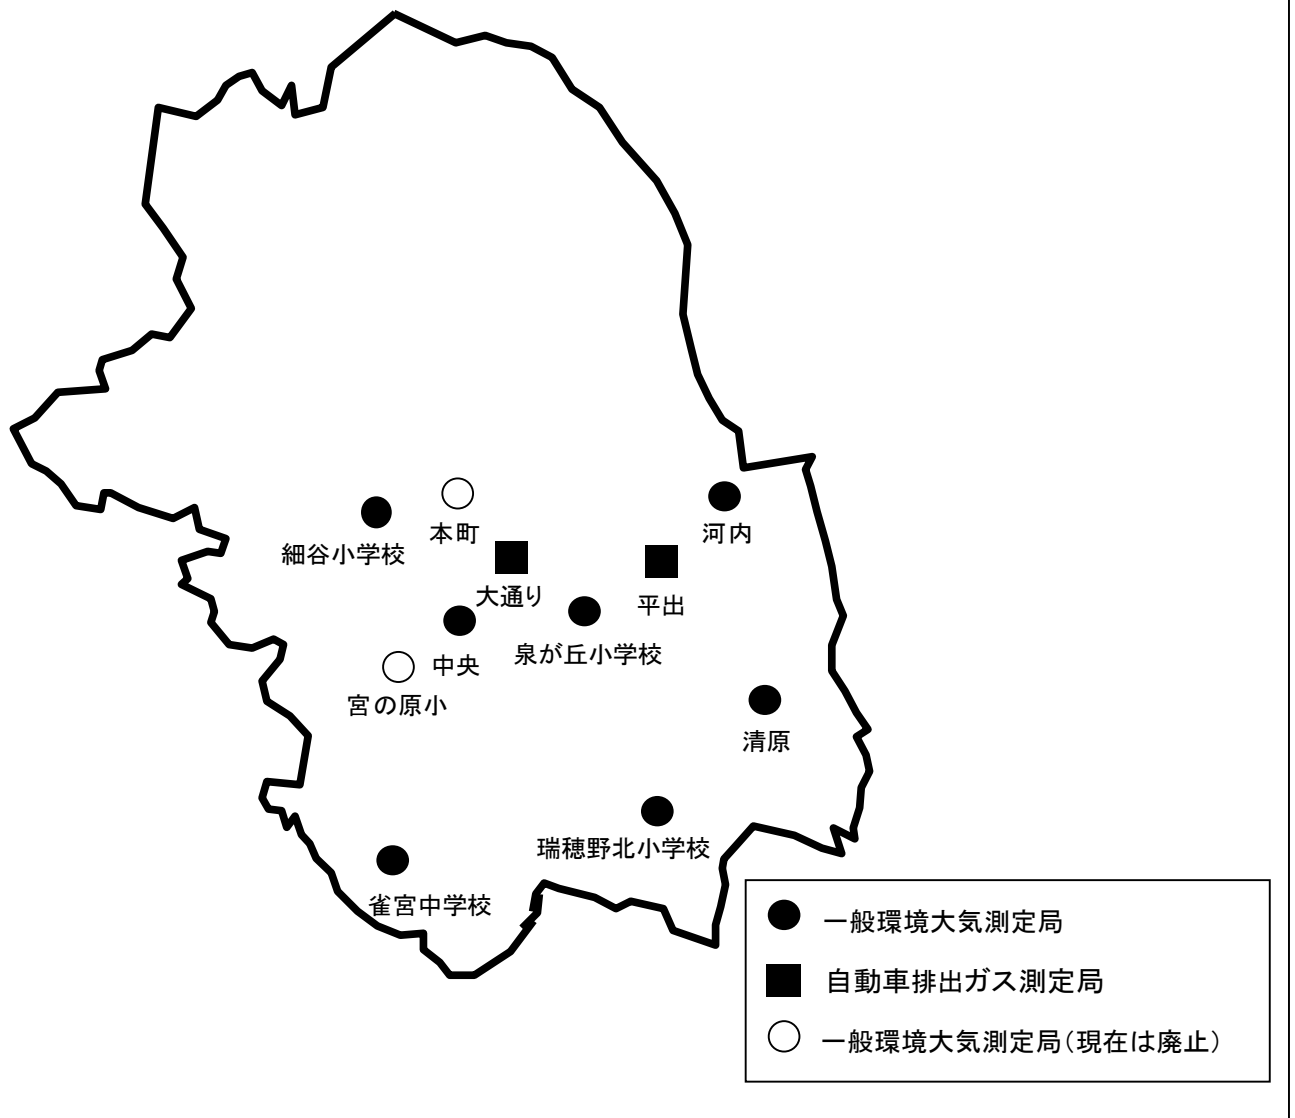 本町
河内
細谷小学校
大通り
平出
泉が丘小学校
中央
宮の原小
清原
瑞穂野北小学校
雀宮中学校
一般環境大気測定局
自動車排出ガス測定局
一般環境大気測定局(現在は廃止)